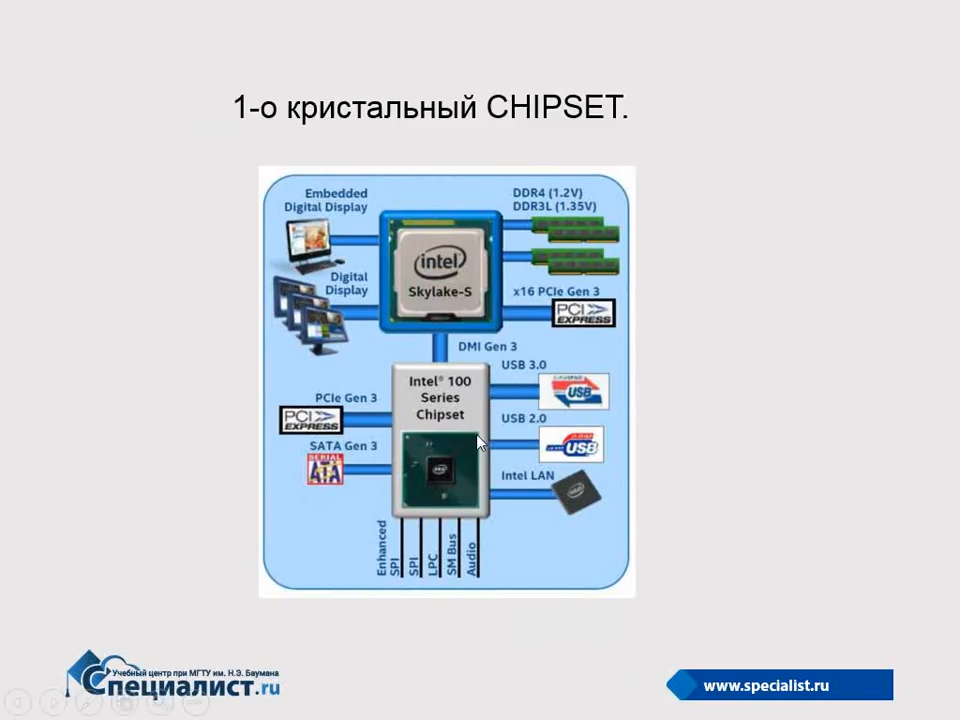 1-о кристальный CHIPSET.
Embedded
Digital Display
DDR4 (1.2V)
DDR3L (1.35V)
intel
Skylake-S
Digital
Display
x16 PCIe Gen 3
PCI
EXPRESS
DMI Gen 3
USB 3.0
Intel® 100
Series
Chipset
USB
PCIe Gen 3
PCI
EXPRESS
USB 2.0
SATA Gen 3
USB
SERIAL
ATA
Intel LAN
Enhanced
SPI
SPI
LPC
SM Bus
Audio
Учебный центр при МГТУ им. Н.Э. Баумана
Специалист.ru
www.specialist.ru